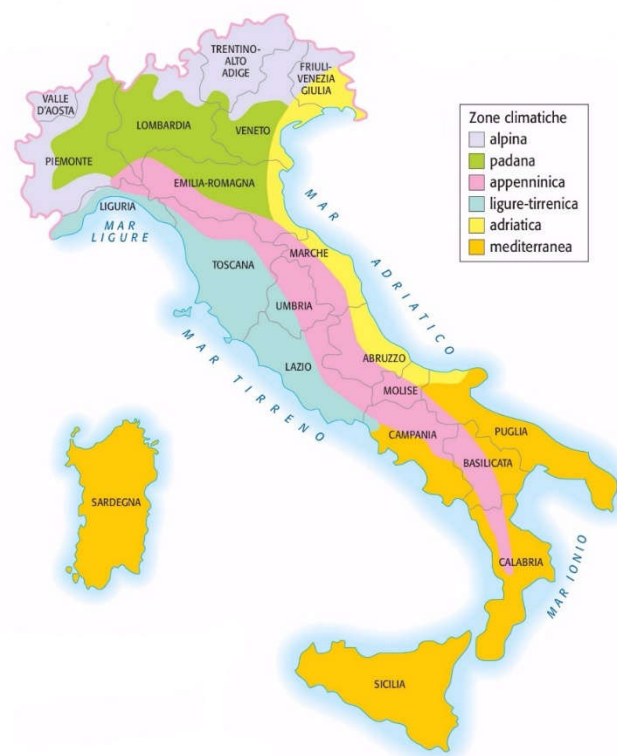 TRENTINO-
ALTO
ADIGE
FRIULI-
VENEZIA
GIULIA
VALLE
D'AOSTA
LOMBARDIA
VENETO
PIEMONTE
EMILIA-ROMAGNA
LIGURIA
MAR
LIGURE
TOSCANA
MARCHE
UMBRIA
LAZIO
ABRUZZO
MOLISE
CAMPANIA
PUGLIA
BASILICATA
SARDEGNA
CALABRIA
SICILIA
MAR ADRIATICO
MAR TIRRENO
MAR IONIO
Zone climatiche
alpina
padana
appenninica
ligure-tirrenica
adriatica
mediterranea